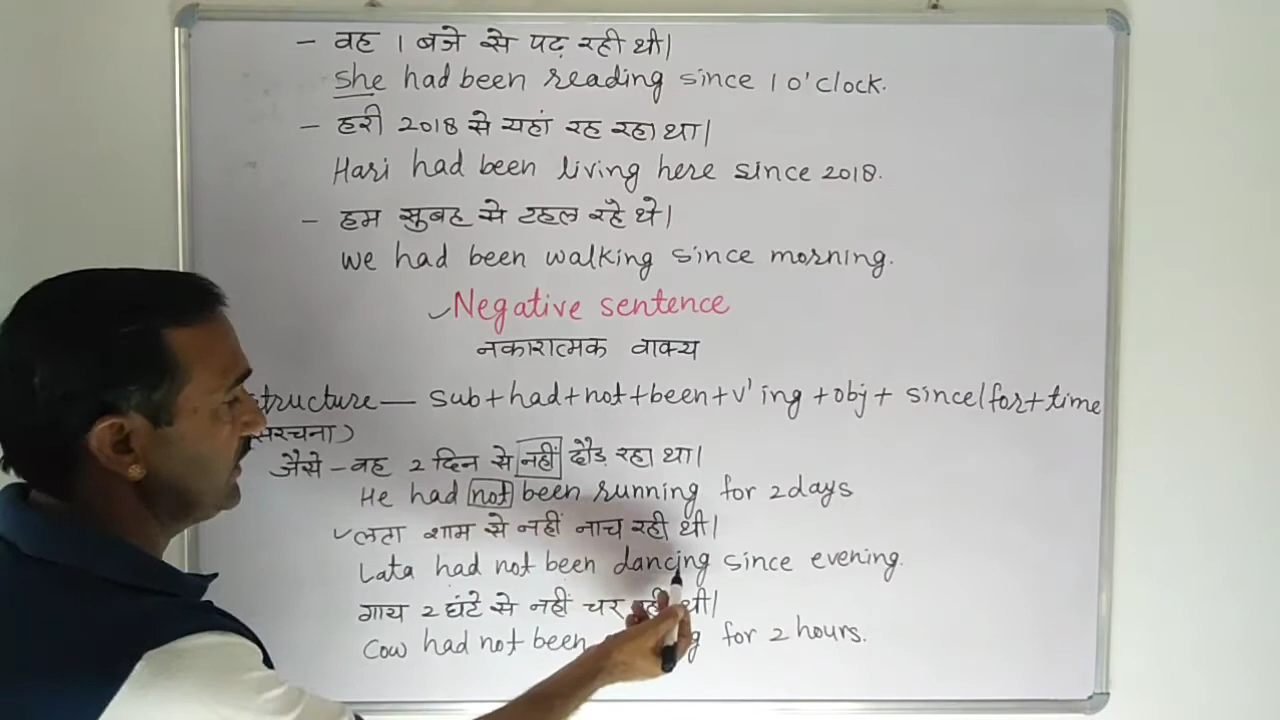 – वह 1 बजे से पढ़ रही थी।
She had been reading since 1 o'clock.
– हरी 2018 से यहां रह रहा था।
Hari had been living here since 2018.
– हम सुबह से टहल रहे थे।
We had been walking since morning.
✓Negative sentence
नकारात्मक वाक्य
structure— sub+had+not+been+v' ing +obj+ since/for+time
(संरचना)
जैसे – वह 2 दिन से नहीं दौड़ रहा था।
He had not been running for 2 days
✓लता शाम से नहीं नाच रही थी।
Lata had not been dancing since evening.
गाय 2 घंटे से नहीं चर रही थी।
Cow had not been for 2 hours.